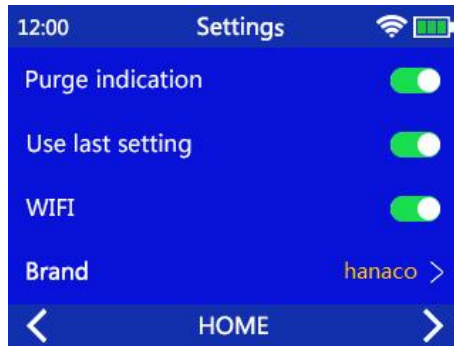 12:00 Settings
Purge indication
Use last setting
WIFI
Brand hanaco >
< HOME >